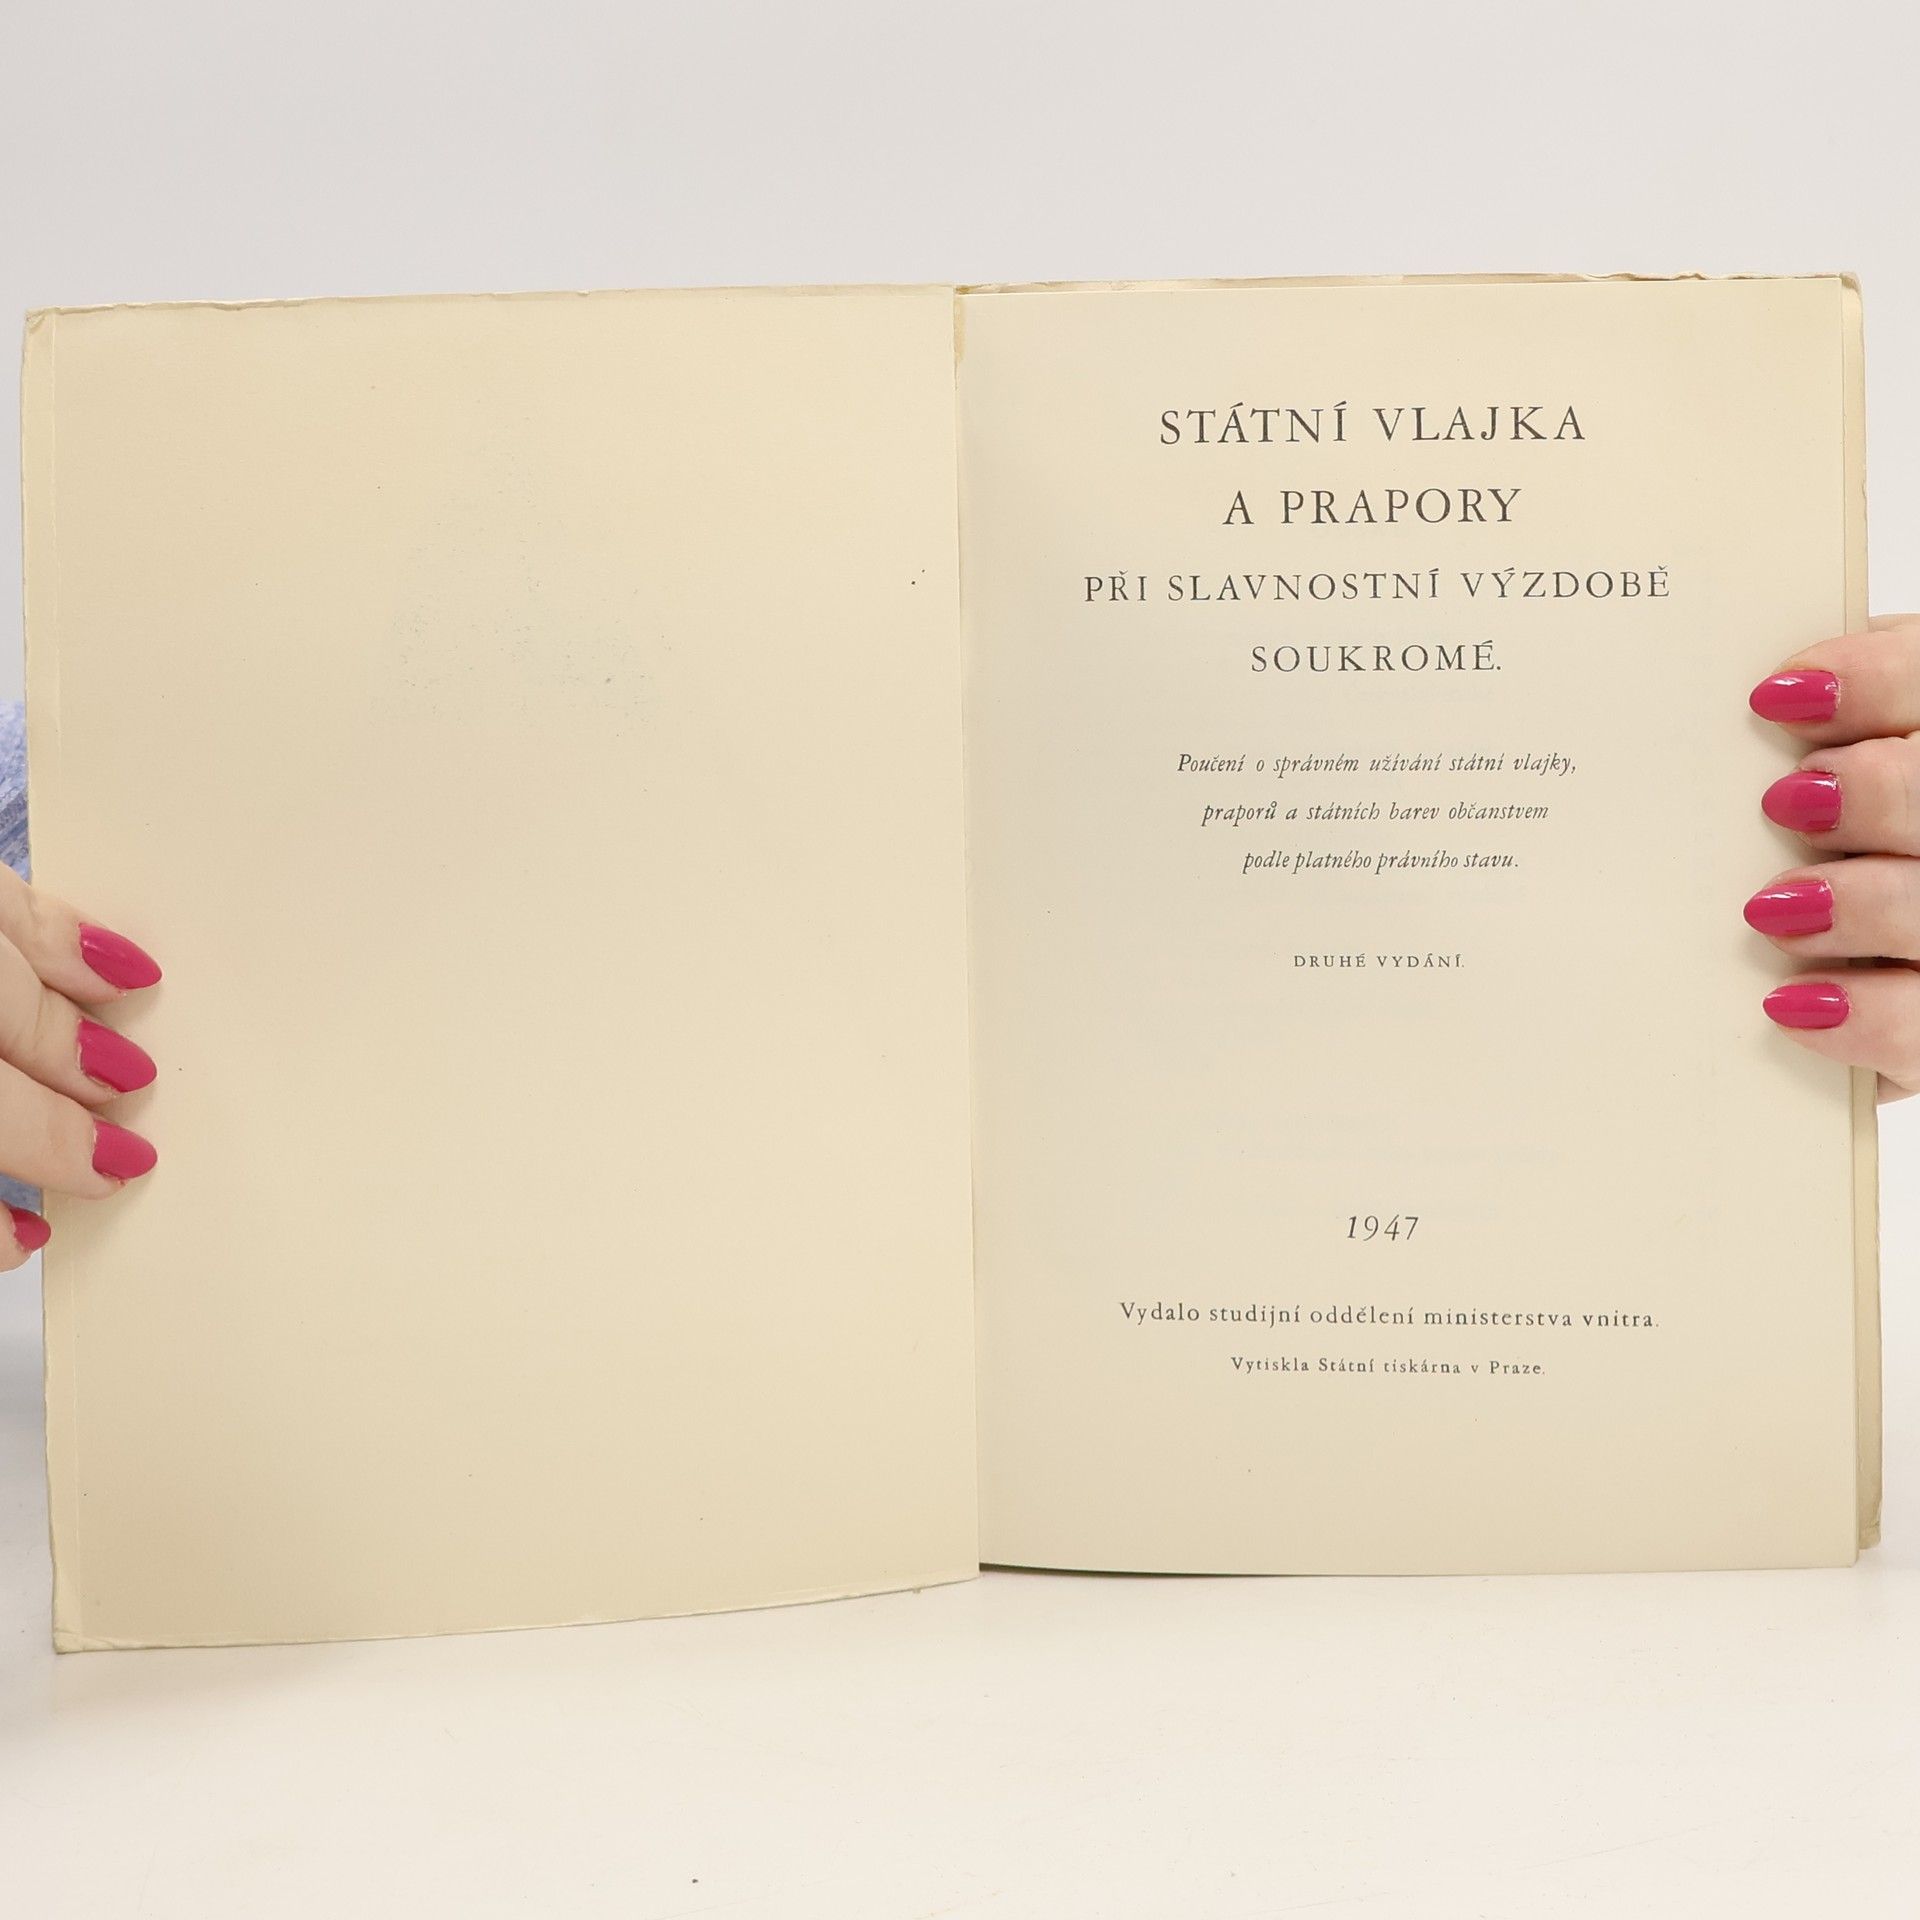 STÁTNÍ VLAJKA
A PRAPORY
PŘI SLAVNOSTNÍ VÝZDOBĚ
SOUKROMÉ.
Poučení o správném užívání státní vlajky,
praporů a státních barev občanstvem
podle platného právního stavu.
DRUHÉ VYDÁNÍ.
1947
Vydalo studijní oddělení ministerstva vnitra.
Vytiskla Státní tiskárna v Praze.